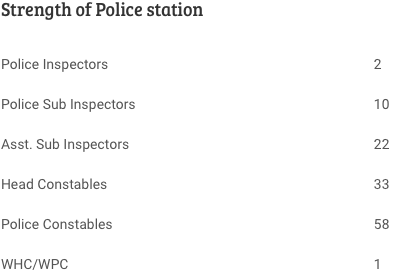 Strength of Police station
Police Inspectors 2
Police Sub Inspectors 10
Asst. Sub Inspectors 22
Head Constables 33
Police Constables 58
WHC/WPC 1